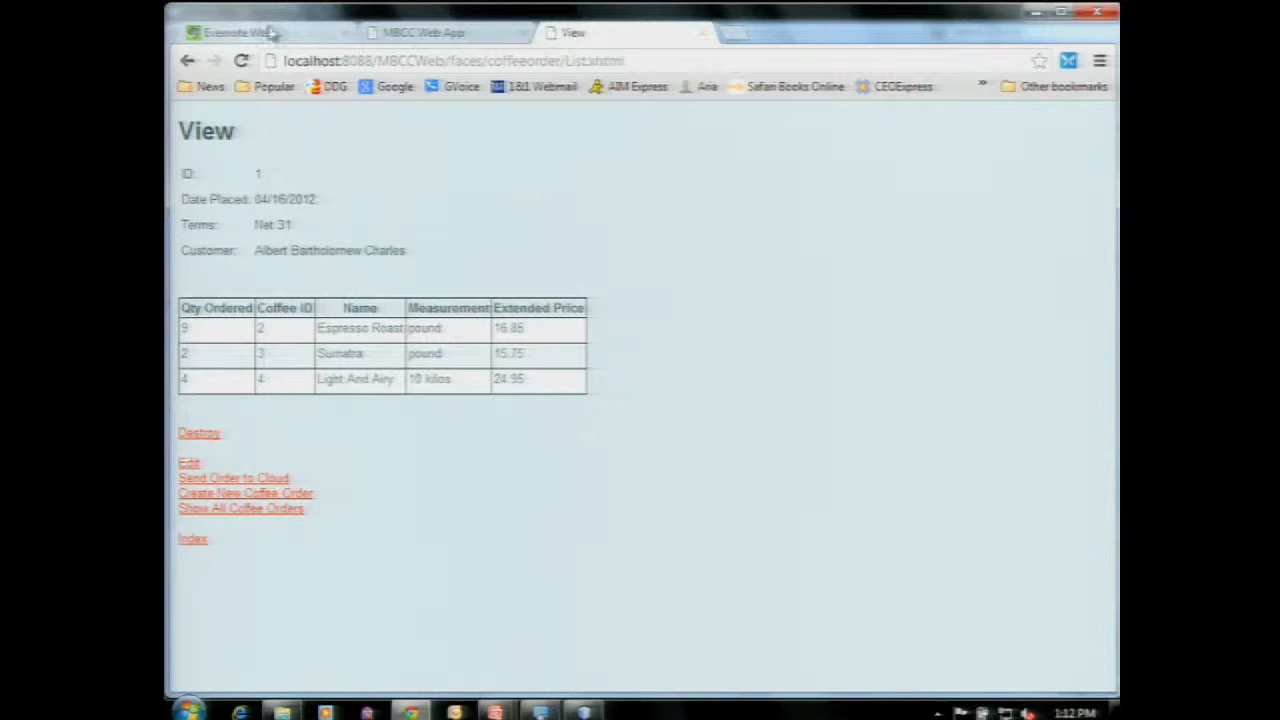 Evernote We
MBCC Web App
View
localhost:8088/MBCCWeb/faces/coffeeorder/List.xhtml
News
Popular
DDG
Google
GVoice
1&1 Webmail
AIM Express
Aria
Safari Books Online
CEOExpress
»
Other bookmarks
View
ID: 1
Date Placed: 04/16/2012
Terms: Net 31
Customer: Albert Bartholomew Charles
Qty Ordered Coffee ID Name Measurement Extended Price
9 2 Espresso Roast pound 16.85
2 3 Sumatra pound 15.75
4 4 Light And Airy 10 kilos 24.95
Destroy
Edit
Send Order to Cloud
Create New Coffee Order
Show All Coffee Orders
Index
1:12 PM